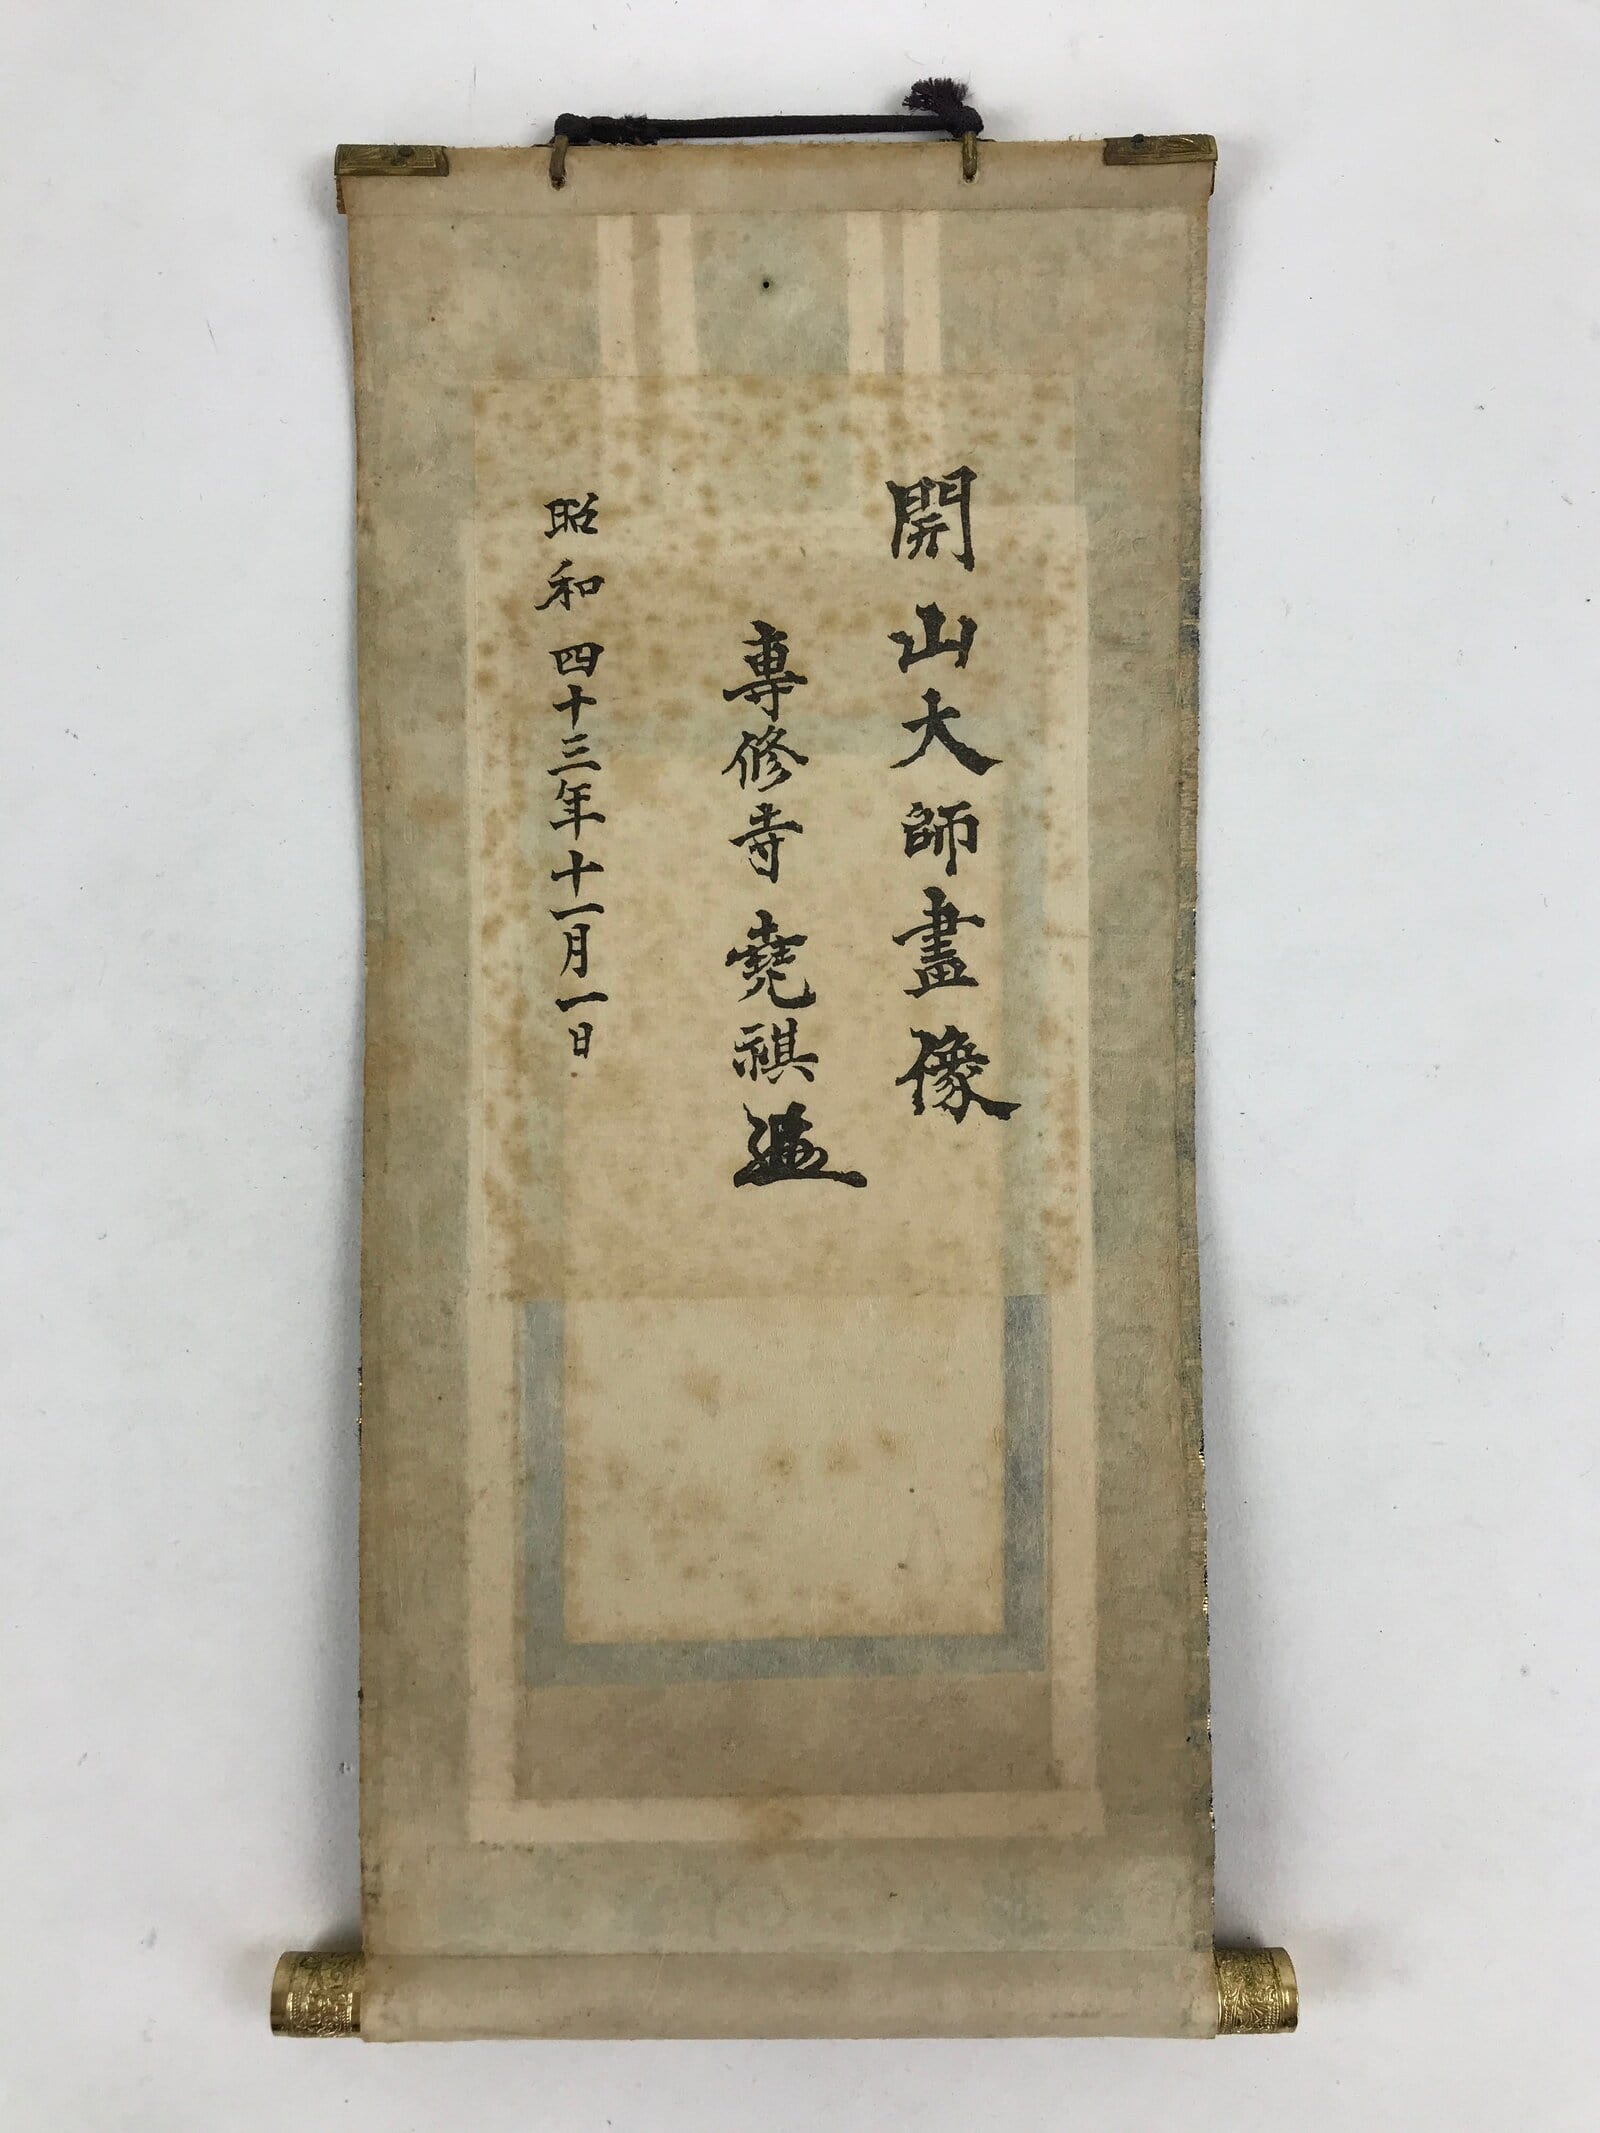 開山大師畫像
專修寺 堯祺
昭和四十三年十一月一日